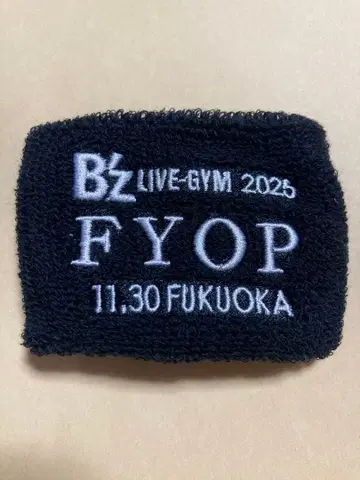 B'z LIVE-GYM 2025
FYOP
11.30 FUKUOKA